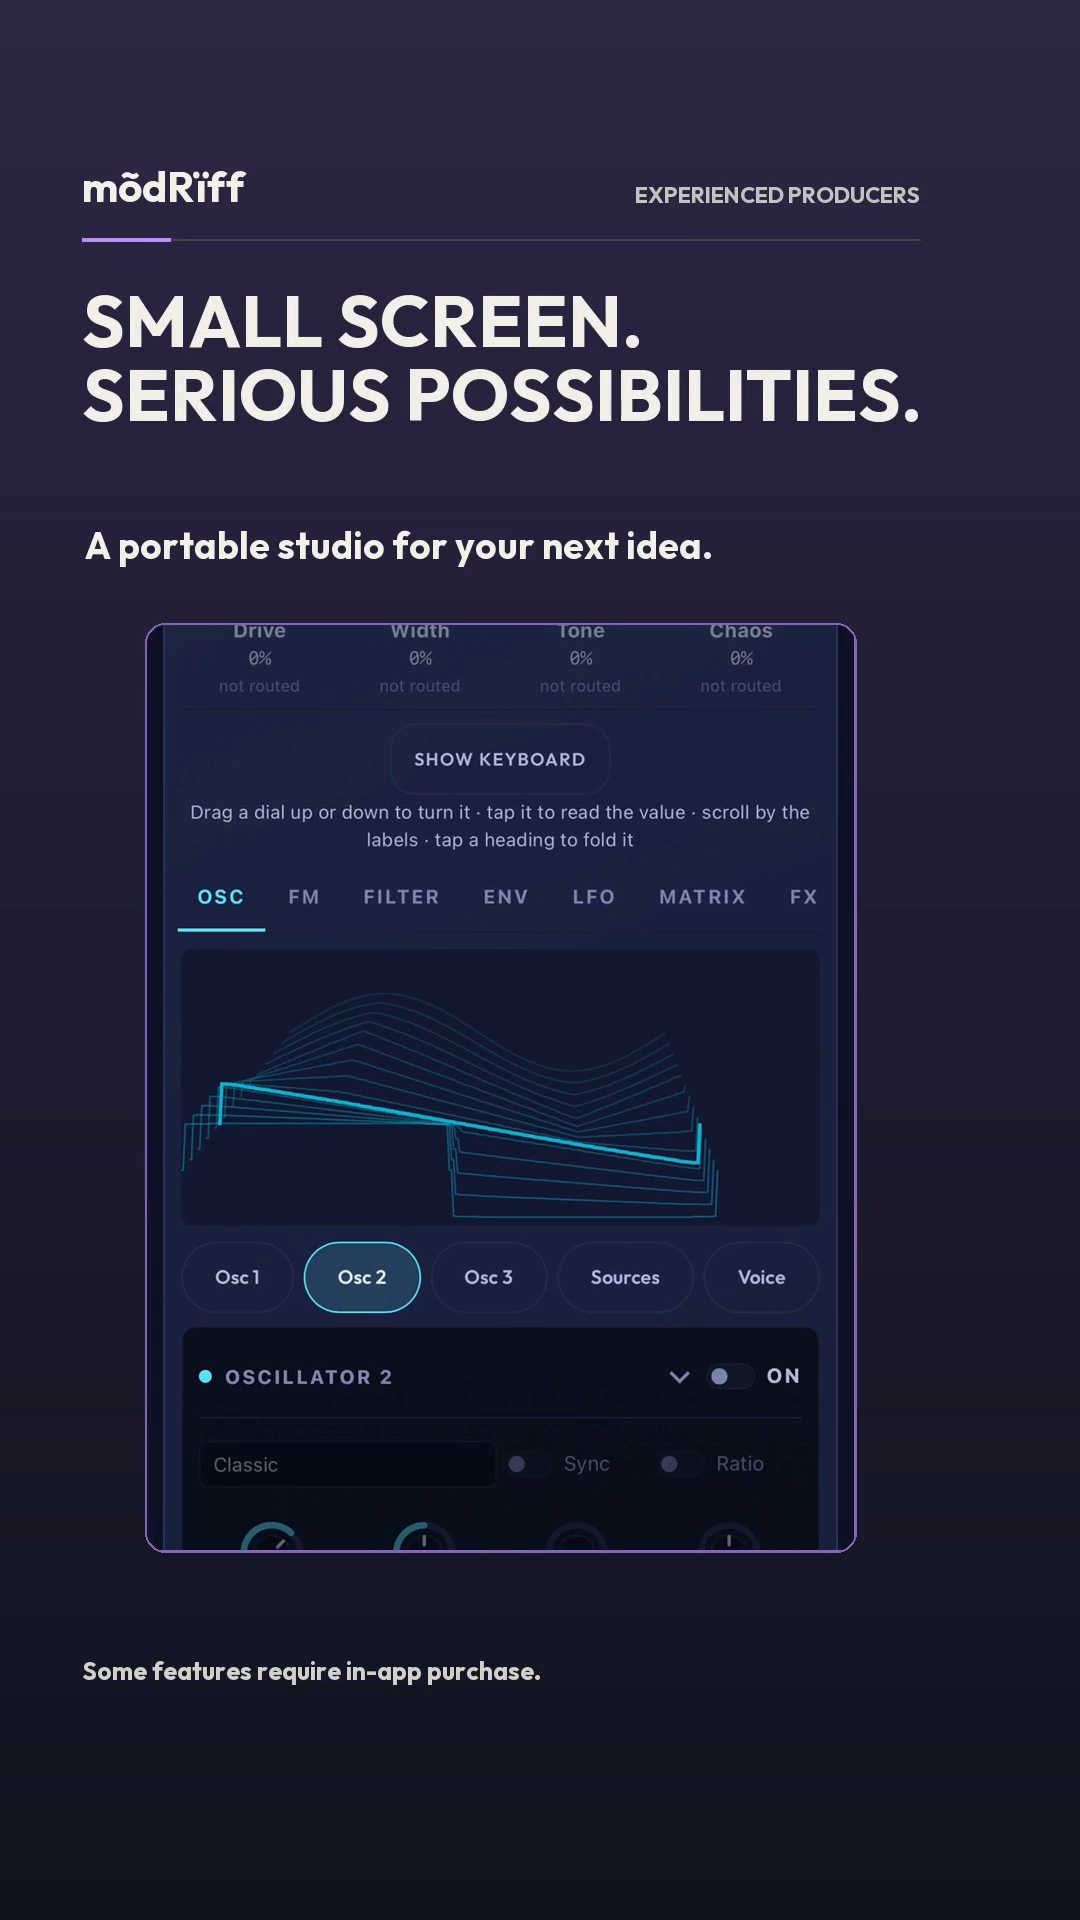 mõdRïff
EXPERIENCED PRODUCERS
SMALL SCREEN.
SERIOUS POSSIBILITIES.
A portable studio for your next idea.
Drive Width Tone Chaos
0% 0% 0% 0%
not routed not routed not routed not routed
SHOW KEYBOARD
Drag a dial up or down to turn it · tap it to read the value · scroll by the
labels · tap a heading to fold it
OSC FM FILTER ENV LFO MATRIX FX
Osc 1 Osc 2 Osc 3 Sources Voice
OSCILLATOR 2 ON
Classic Sync Ratio
Some features require in-app purchase.